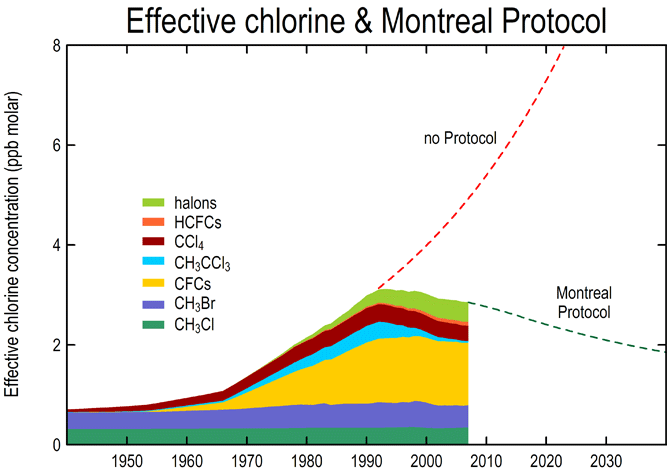 Effective chlorine & Montreal Protocol
Effective chlorine concentration (ppb molar)
8
6
4
2
0
no Protocol
halons
HCFCs
CCl₄
CH₃CCl₃
CFCs
CH₃Br
CH₃Cl
Montreal
Protocol
1950 1960 1970 1980 1990 2000 2010 2020 2030